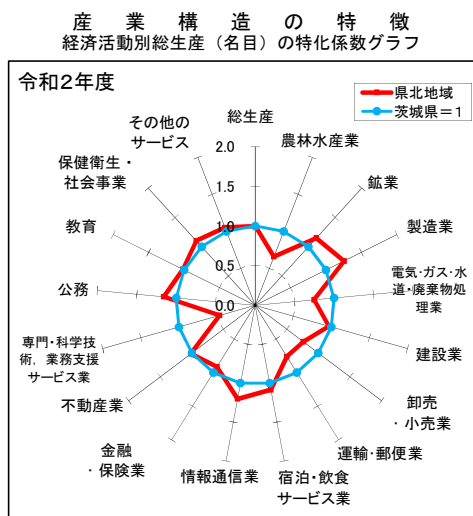 産業構造の特徴
経済活動別総生産（名目）の特化係数グラフ
令和2年度
県北地域
茨城県＝1
総生産
農林水産業
鉱業
製造業
電気・ガス・水
道・廃棄物処
理業
建設業
卸売
・小売業
運輸・郵便業
宿泊・飲食
サービス業
情報通信業
金融
・保険業
不動産業
専門・科学技
術，業務支援
サービス業
公務
教育
保健衛生・
社会事業
その他の
サービス
2.0
1.5
1.0
0.5
0.0